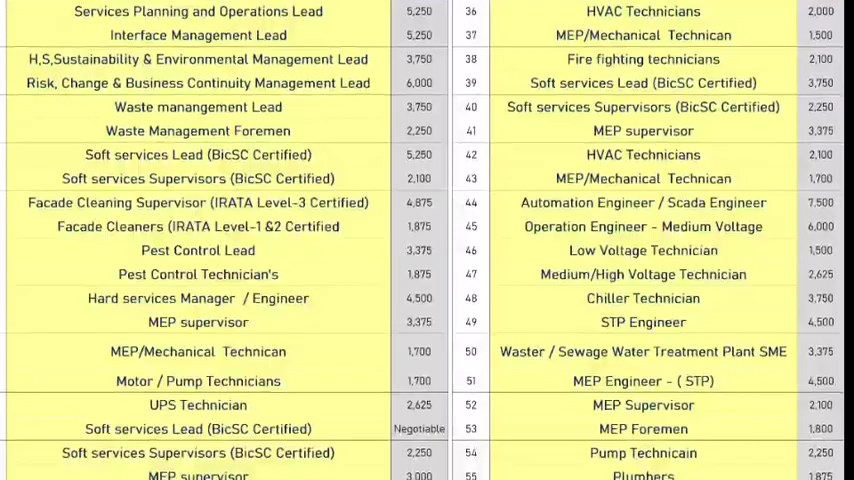 Services Planning and Operations Lead 5,250
Interface Management Lead 5,250
H,S,Sustainability & Environmental Management Lead 3,750
Risk, Change & Business Continuity Management Lead 6,000
Waste manangement Lead 3,750
Waste Management Foremen 2,250
Soft services Lead (BicSC Certified) 5,250
Soft services Supervisors (BicSC Certified) 2,100
Facade Cleaning Supervisor (IRATA Level-3 Certified) 4,875
Facade Cleaners (IRATA Level-1 &2 Certified 1,875
Pest Control Lead 3,375
Pest Control Technician's 1,875
Hard services Manager / Engineer 4,500
MEP supervisor 3,375
MEP/Mechanical Technican 1,700
Motor / Pump Technicians 1,700
UPS Technician 2,625
Soft services Lead (BicSC Certified) Negotiable
Soft services Supervisors (BicSC Certified) 2,250
MEP supervisor 3,000
36 HVAC Technicians 2,000
37 MEP/Mechanical Technican 1,500
38 Fire fighting technicians 2,100
39 Soft services Lead (BicSC Certified) 3,750
40 Soft services Supervisors (BicSC Certified) 2,250
41 MEP supervisor 3,375
42 HVAC Technicians 2,100
43 MEP/Mechanical Technican 1,700
44 Automation Engineer / Scada Engineer 7,500
45 Operation Engineer - Medium Voltage 6,000
46 Low Voltage Technician 1,500
47 Medium/High Voltage Technician 2,625
48 Chiller Technician 3,750
49 STP Engineer 4,500
50 Waster / Sewage Water Treatment Plant SME 3,375
51 MEP Engineer - ( STP) 4,500
52 MEP Supervisor 2,100
53 MEP Foremen 1,800
54 Pump Technicain 2,250
55 Plumbers 1,875